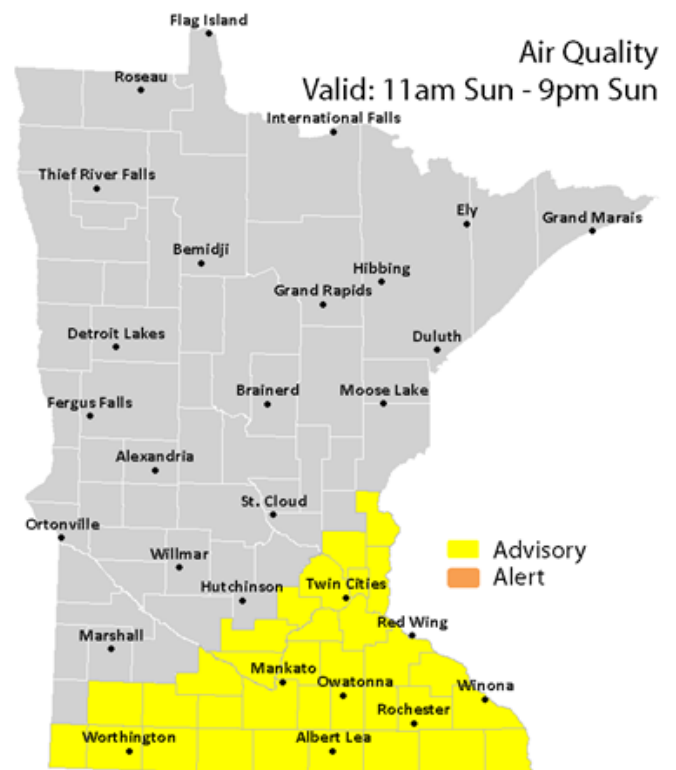 Flag Island
Air Quality
Roseau
Valid: 11am Sun - 9pm Sun
International Falls
Thief River Falls
Ely
Grand Marais
Bemidji
Hibbing
Grand Rapids
Detroit Lakes
Duluth
Brainerd
Moose Lake
Fergus Falls
Alexandria
St. Cloud
Ortonville
Willmar
Advisory
Alert
Hutchinson
Twin Cities
Marshall
Red Wing
Mankato
Owatonna
Winona
Rochester
Worthington
Albert Lea